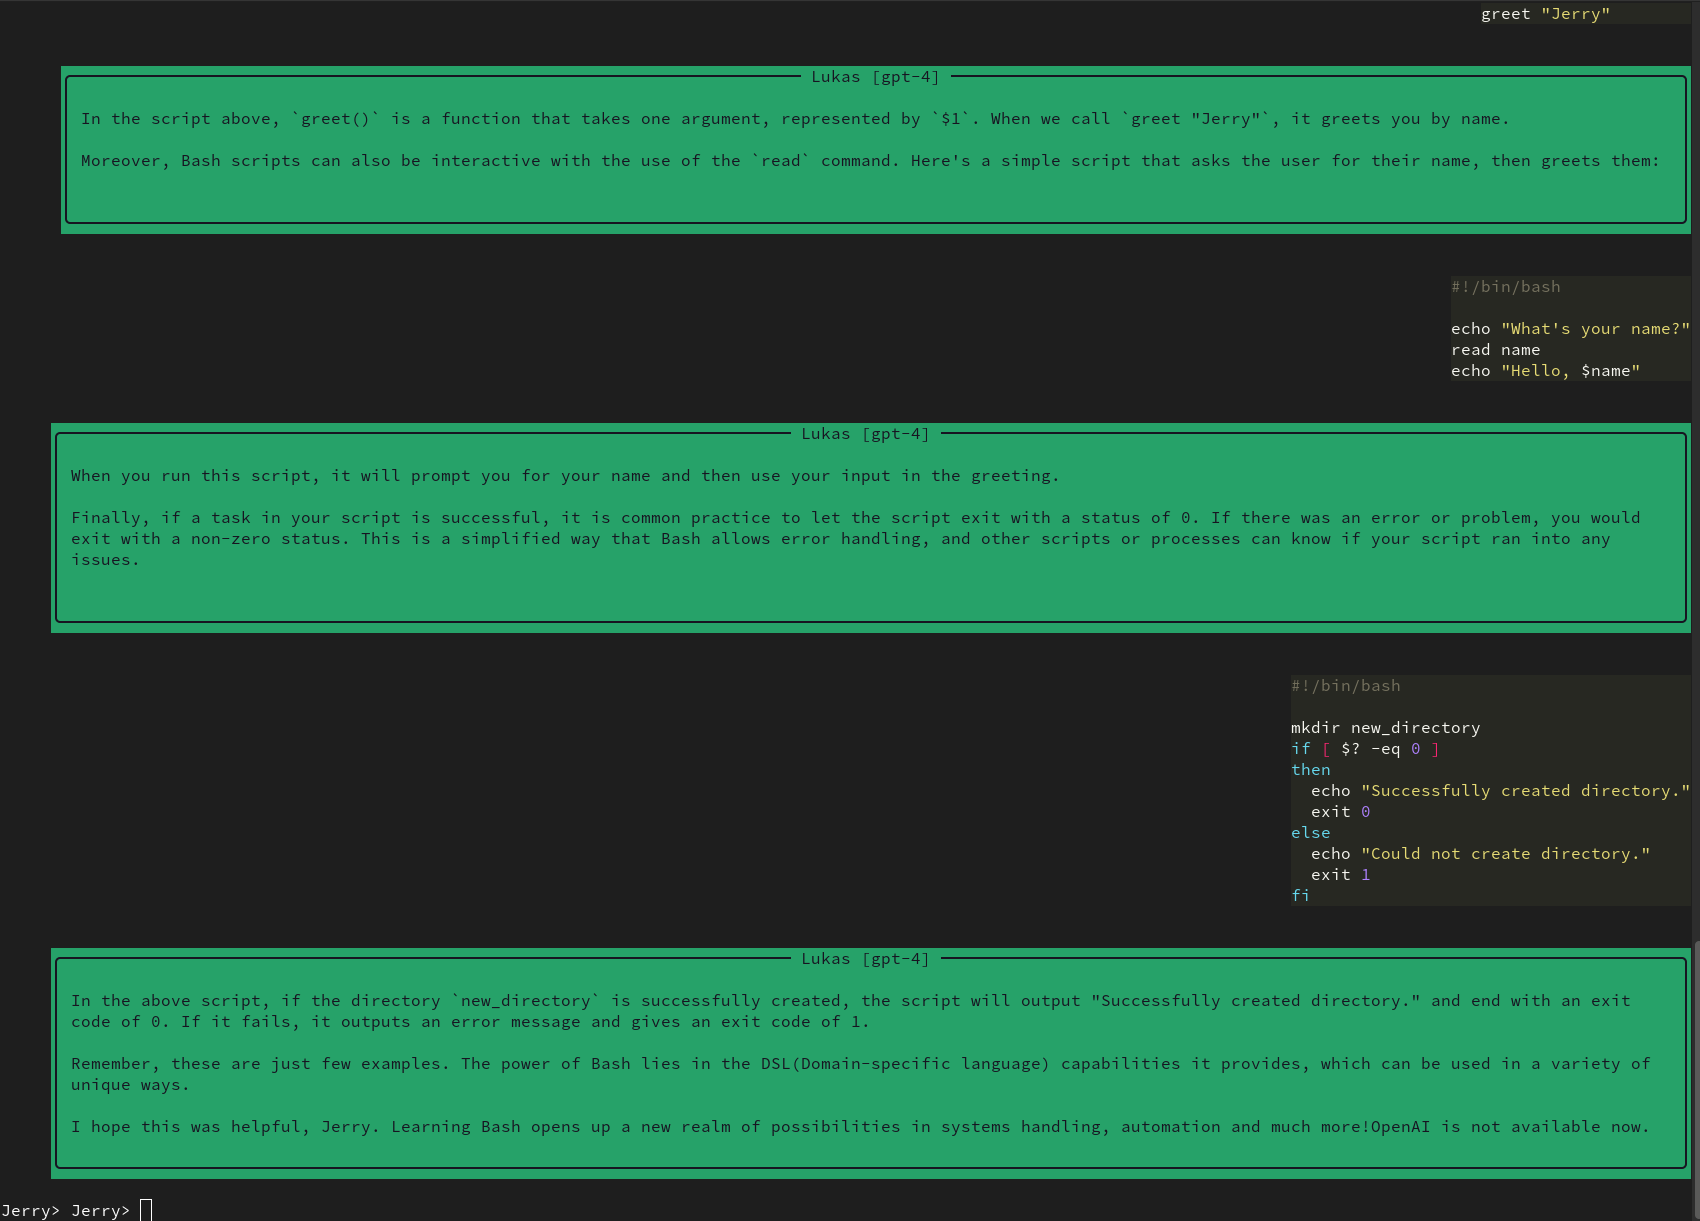 greet "Jerry"
Lukas [gpt-4]
In the script above, `greet()` is a function that takes one argument, represented by `$1`. When we call `greet "Jerry"`, it greets you by name.
Moreover, Bash scripts can also be interactive with the use of the `read` command. Here's a simple script that asks the user for their name, then greets them:
#!/bin/bash
echo "What's your name?"
read name
echo "Hello, $name"
Lukas [gpt-4]
When you run this script, it will prompt you for your name and then use your input in the greeting.
Finally, if a task in your script is successful, it is common practice to let the script exit with a status of 0. If there was an error or problem, you would
exit with a non-zero status. This is a simplified way that Bash allows error handling, and other scripts or processes can know if your script ran into any
issues.
#!/bin/bash
mkdir new_directory
if [ $? -eq 0 ]
then
  echo "Successfully created directory."
  exit 0
else
  echo "Could not create directory."
  exit 1
fi
Lukas [gpt-4]
In the above script, if the directory `new_directory` is successfully created, the script will output "Successfully created directory." and end with an exit
code of 0. If it fails, it outputs an error message and gives an exit code of 1.
Remember, these are just few examples. The power of Bash lies in the DSL(Domain-specific language) capabilities it provides, which can be used in a variety of
unique ways.
I hope this was helpful, Jerry. Learning Bash opens up a new realm of possibilities in systems handling, automation and much more!OpenAI is not available now.
Jerry> Jerry>